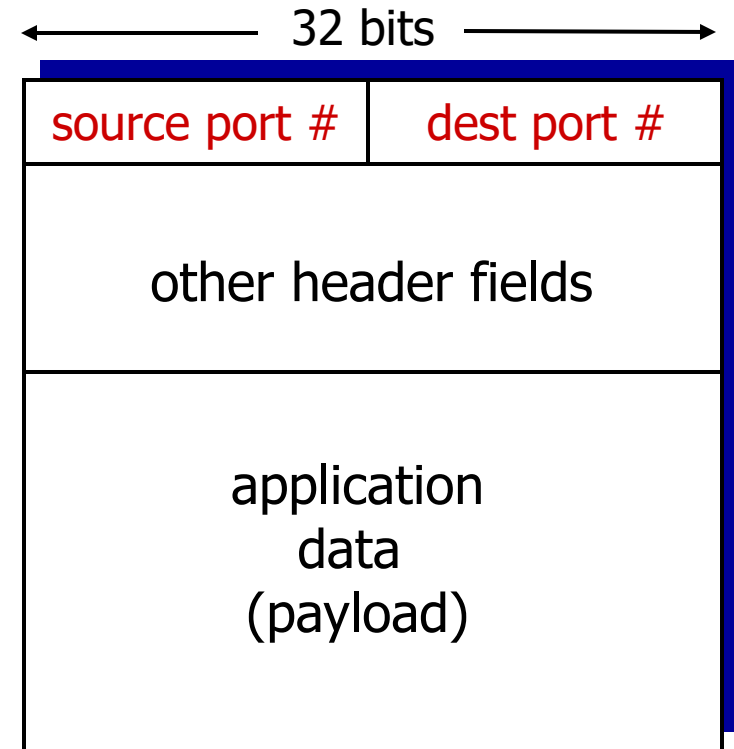 32 bits
source port #
dest port #
other header fields
application
data
(payload)